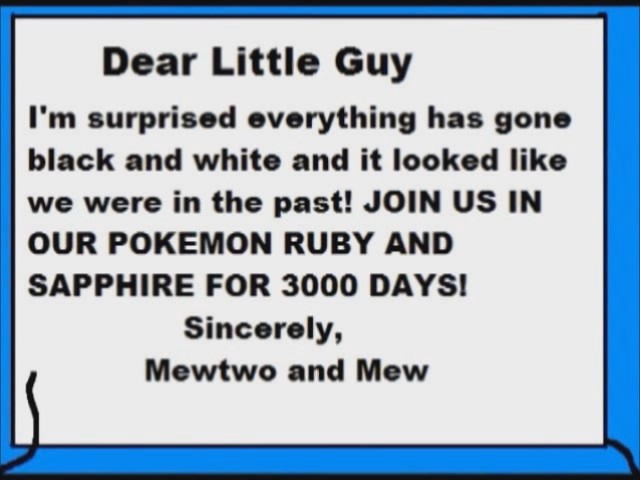 Dear Little Guy
I'm surprised everything has gone
black and white and it looked like
we were in the past! JOIN US IN
OUR POKEMON RUBY AND
SAPPHIRE FOR 3000 DAYS!
Sincerely,
Mewtwo and Mew